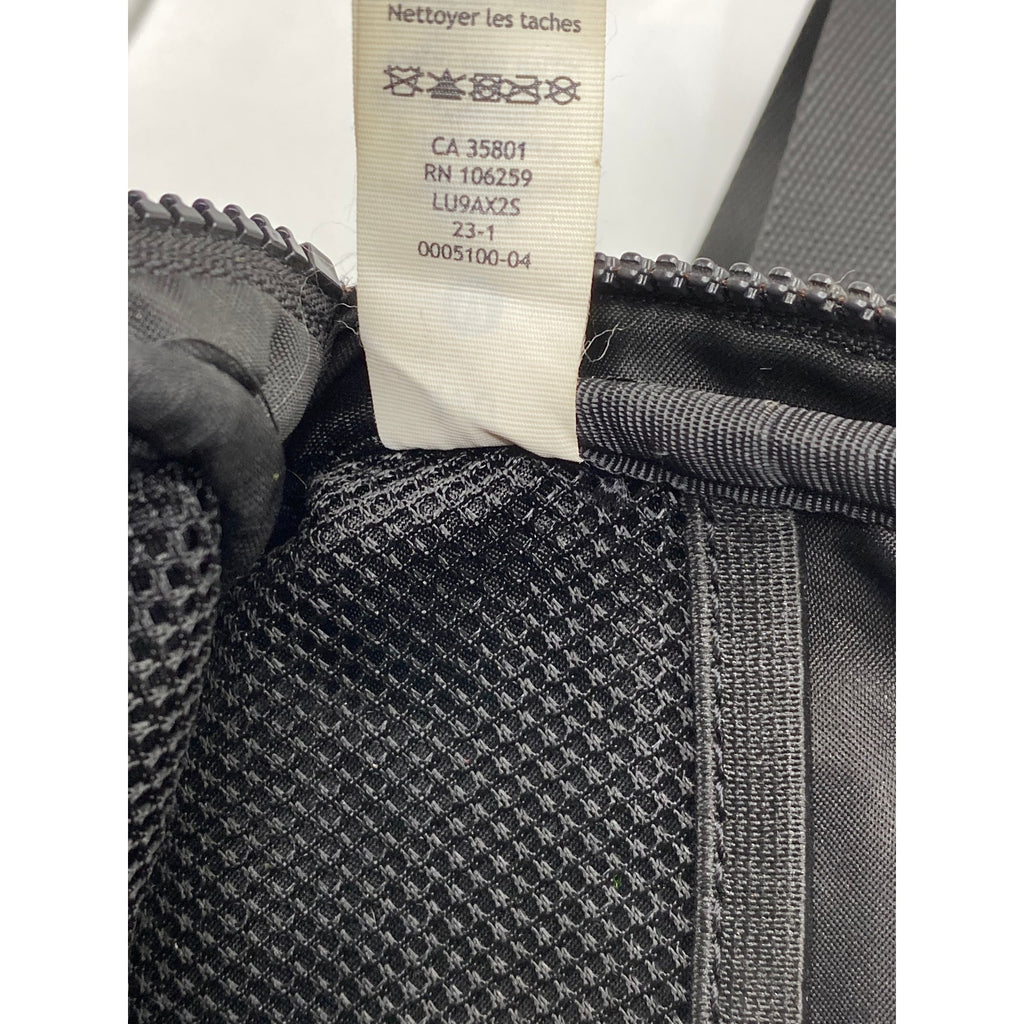 Nettoyer les taches
CA 35801
RN 106259
LU9AX2S
23-1
0005100-04